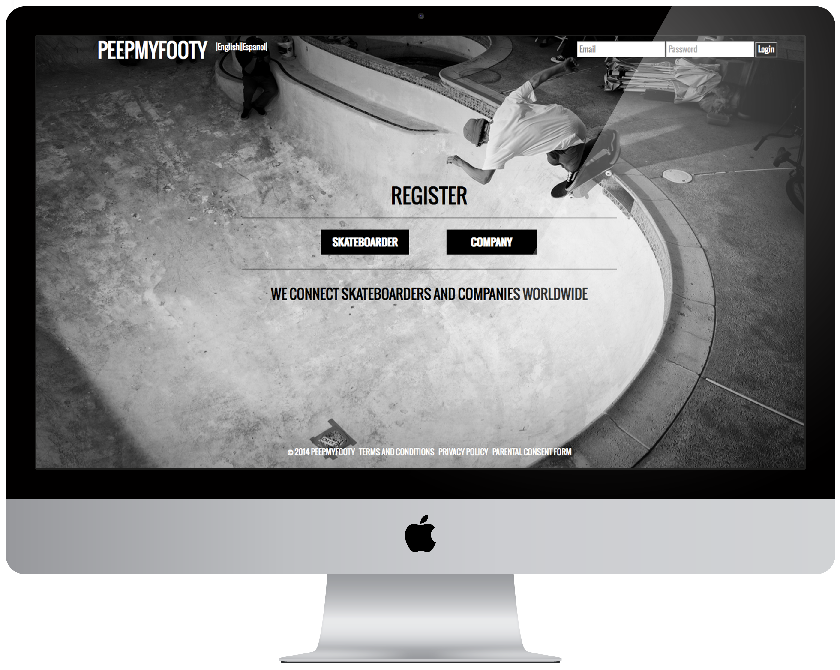 PEEPMYFOOTY |English|Espanol|
Email Password Login
REGISTER
SKATEBOARDER COMPANY
WE CONNECT SKATEBOARDERS AND COMPANIES WORLDWIDE
© 2014 PEEPMYFOOTY TERMS AND CONDITIONS PRIVACY POLICY PARENTAL CONSENT FORM